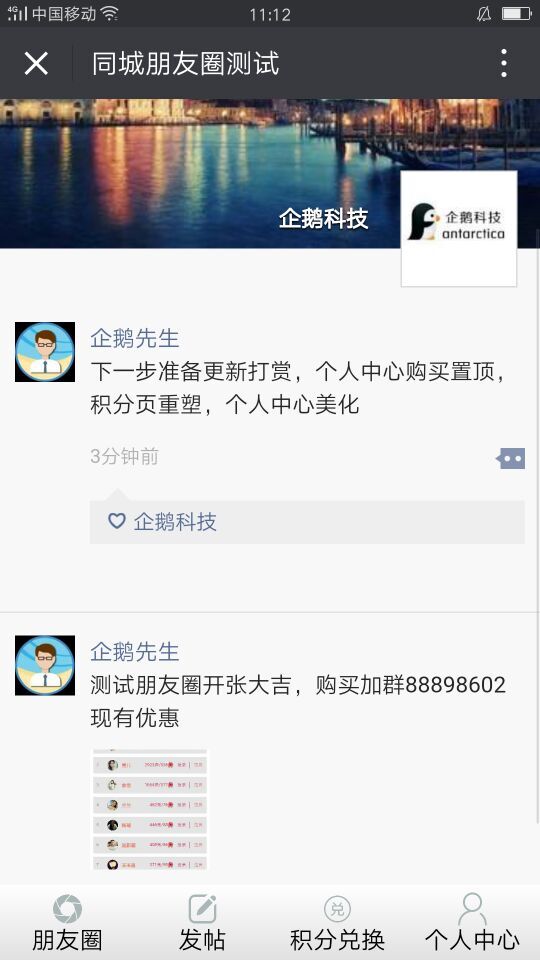 4G 中国移动 11:12
同城朋友圈测试
企鹅科技
企鹅科技
antarctica
企鹅先生
下一步准备更新打赏，个人中心购买置顶，
积分页重塑，个人中心美化
3分钟前
企鹅科技
企鹅先生
测试朋友圈开张大吉，购买加群88898602
现有优惠
朋友圈 发帖 兑 积分兑换 个人中心